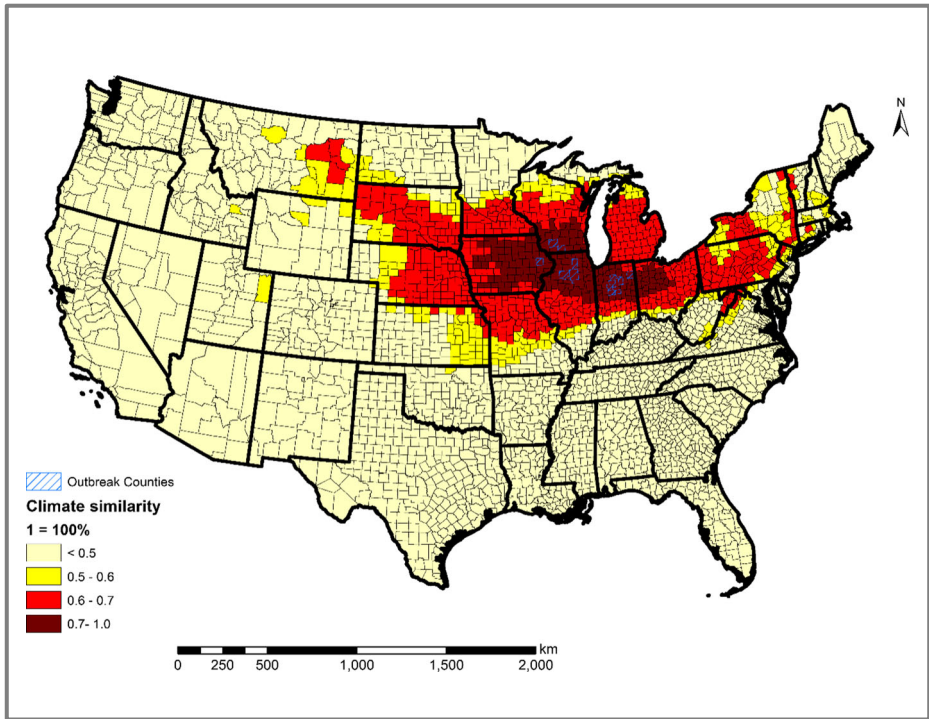 N
Outbreak Counties
Climate similarity
1 = 100%
< 0.5
0.5 - 0.6
0.6 - 0.7
0.7- 1.0
km
0 250 500 1,000 1,500 2,000